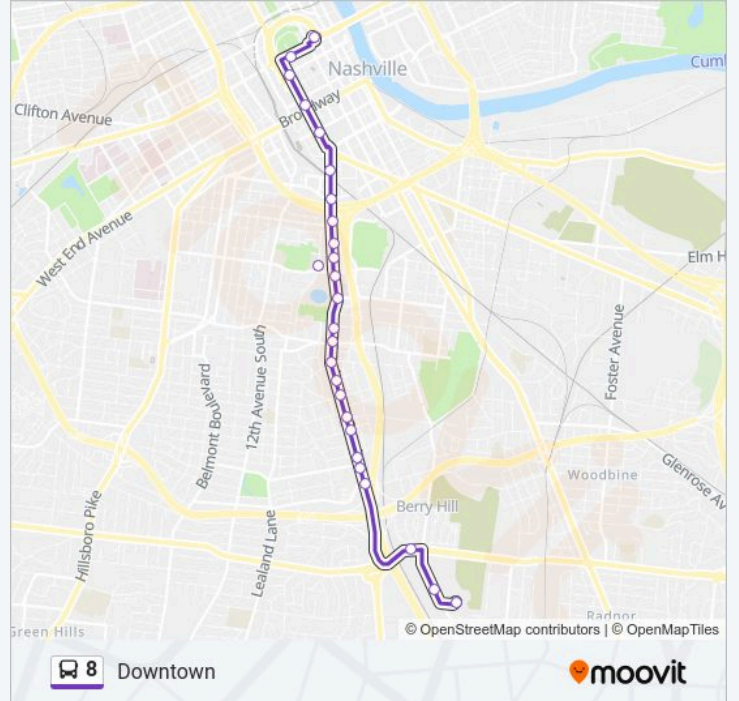 Nashville
Cuml
Clifton Avenue
Broadway
West End Avenue
Elm H
Foster Avenue
12th Avenue South
Belmont Boulevard
Glenrose Av
Woodbine
Berry Hill
Hillsboro Pike
Lealand Lane
Radnor
Green Hills
© OpenStreetMap contributors | © OpenMapTiles
8 Downtown
moovit